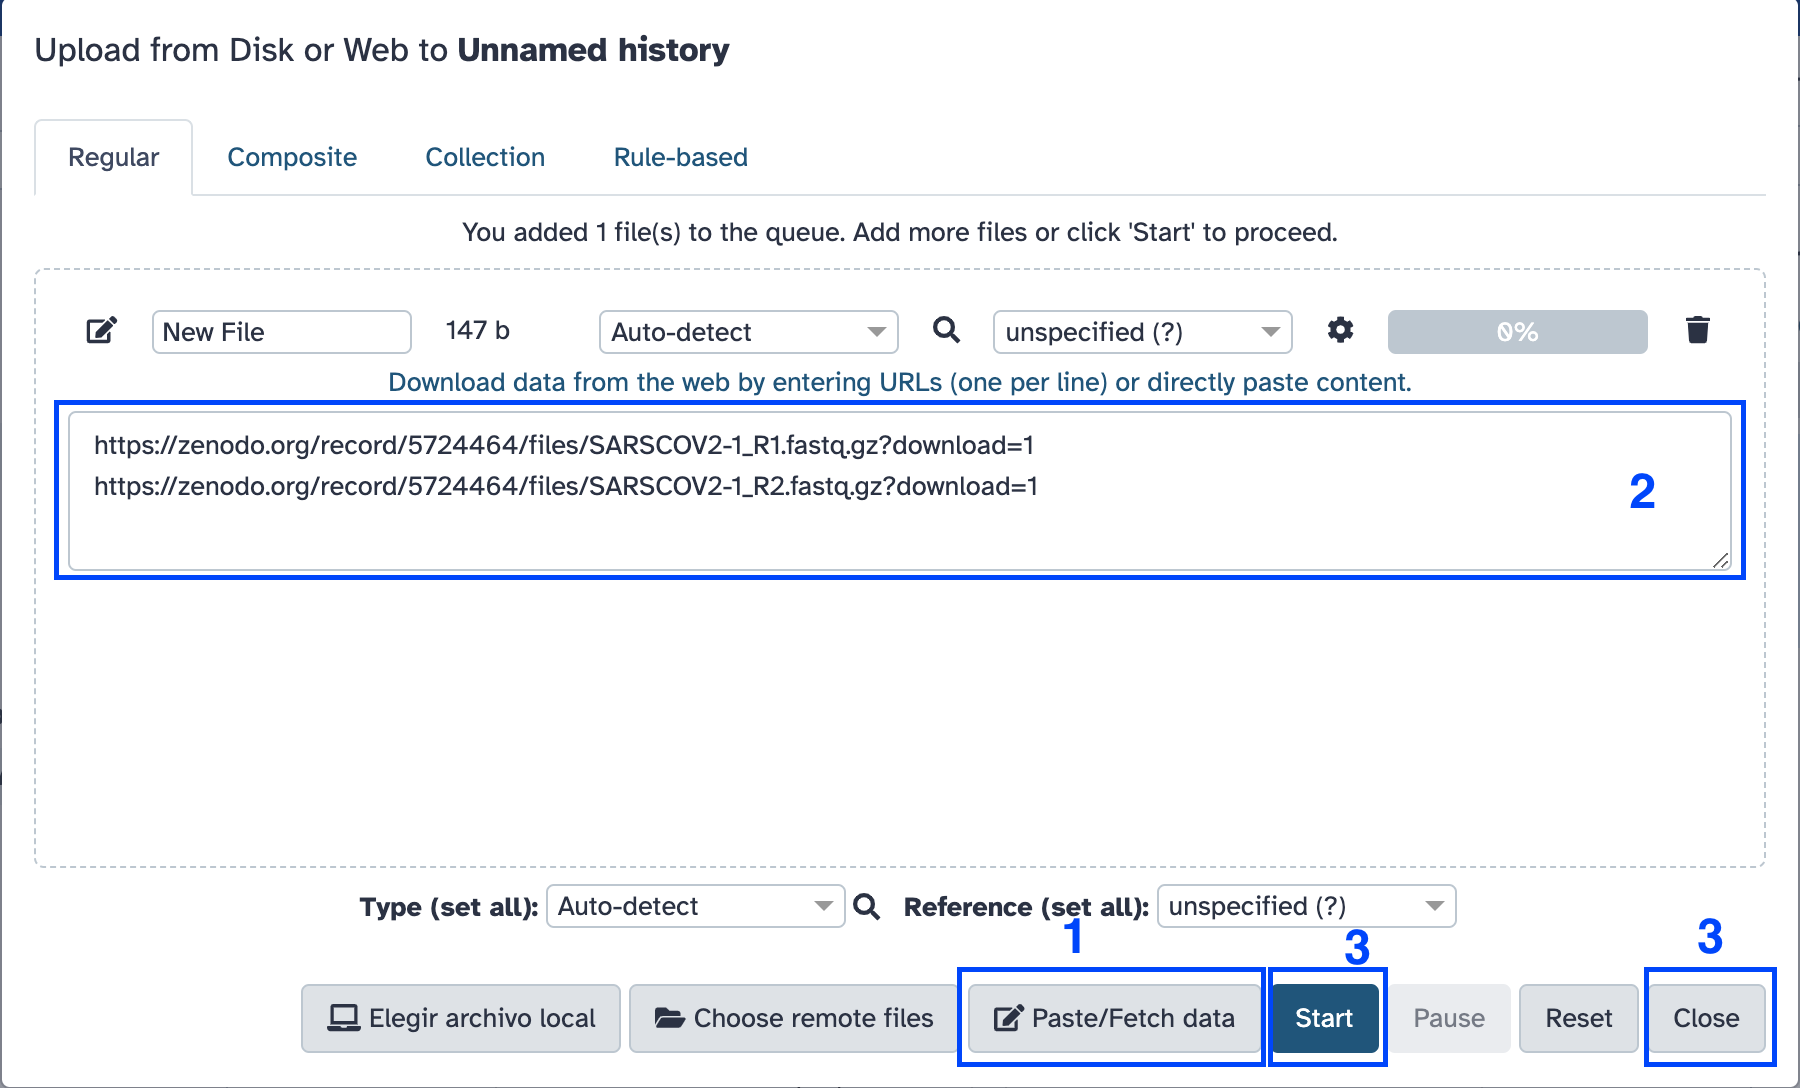 Upload from Disk or Web to Unnamed history
Regular Composite Collection Rule-based
You added 1 file(s) to the queue. Add more files or click 'Start' to proceed.
New File 147 b Auto-detect unspecified (?) 0%
Download data from the web by entering URLs (one per line) or directly paste content.
https://zenodo.org/record/5724464/files/SARSCOV2-1_R1.fastq.gz?download=1
https://zenodo.org/record/5724464/files/SARSCOV2-1_R2.fastq.gz?download=1
2
Type (set all): Auto-detect Reference (set all): unspecified (?)
1 3 3
Elegir archivo local Choose remote files Paste/Fetch data Start Pause Reset Close